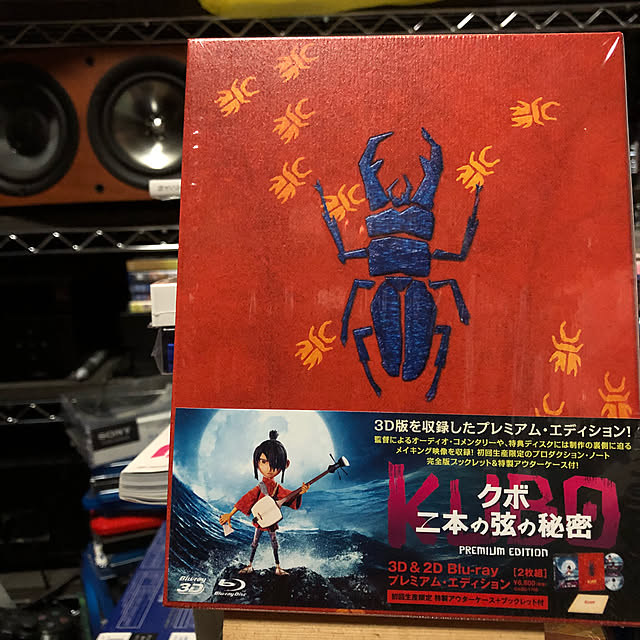 3D版を収録したプレミアム・エディション!
監督によるオーディオ・コメンタリーや、特典ディスクには制作の裏側に迫る
メイキング映像を収録! 初回生産限定のプロダクション・ノート
完全版ブックレット&特製アウターケース付!
KUBO
クボ
二本の弦の秘密
PREMIUM EDITION
3D & 2D Blu-ray [2枚組]
プレミアム・エディション
初回生産限定 特製アウターケース+ブックレット付
Blu-ray 3D
Blu-ray Disc
SONY